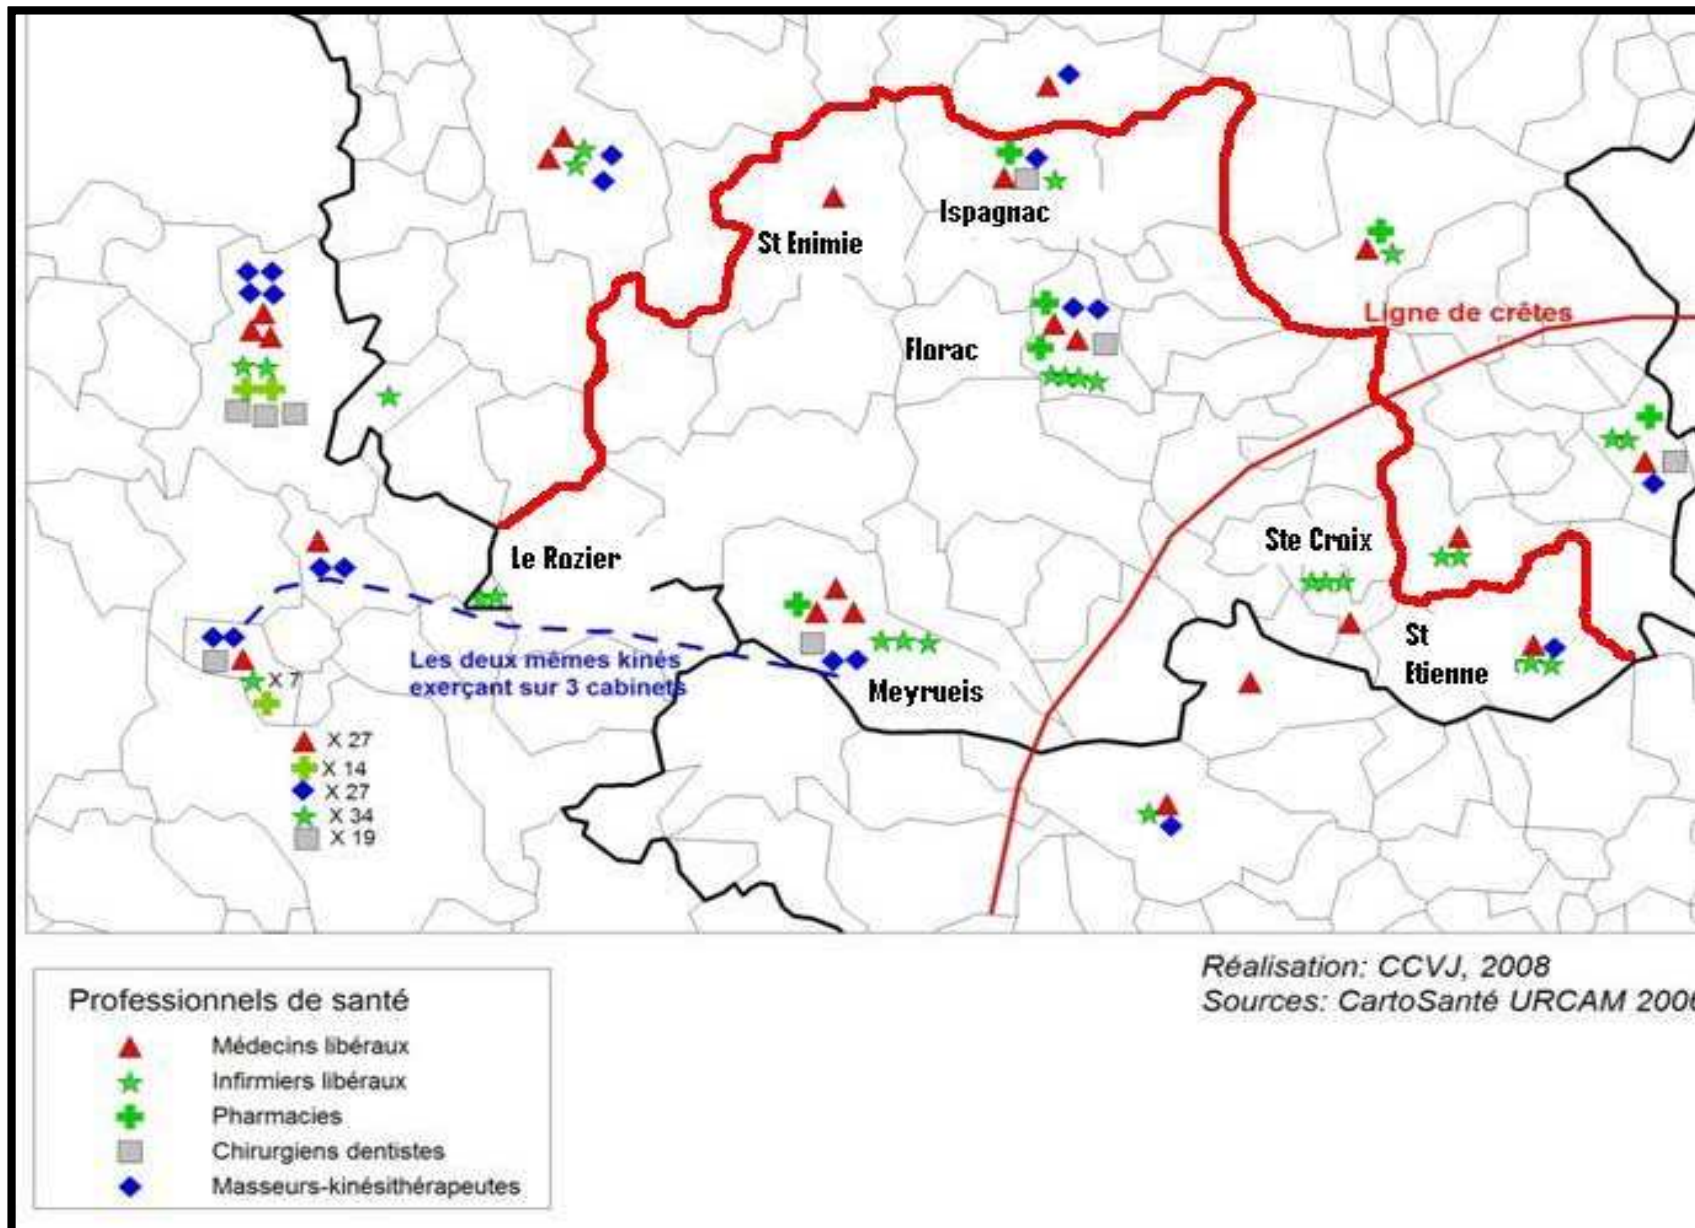 Ispagnac
St Enimie
Ligne de crêtes
Florac
Ste Croix
Le Rozier
St
Etienne
X 7
Les deux mêmes kinés
exerçant sur 3 cabinets
Meyrueis
X 27
X 14
X 27
X 34
X 19
Réalisation: CCVJ, 2008
Sources: CartoSanté URCAM
Professionnels de santé
Médecins libéraux
Infirmiers libéraux
Pharmacies
Chirurgiens dentistes
Masseurs-kinésithérapeutes